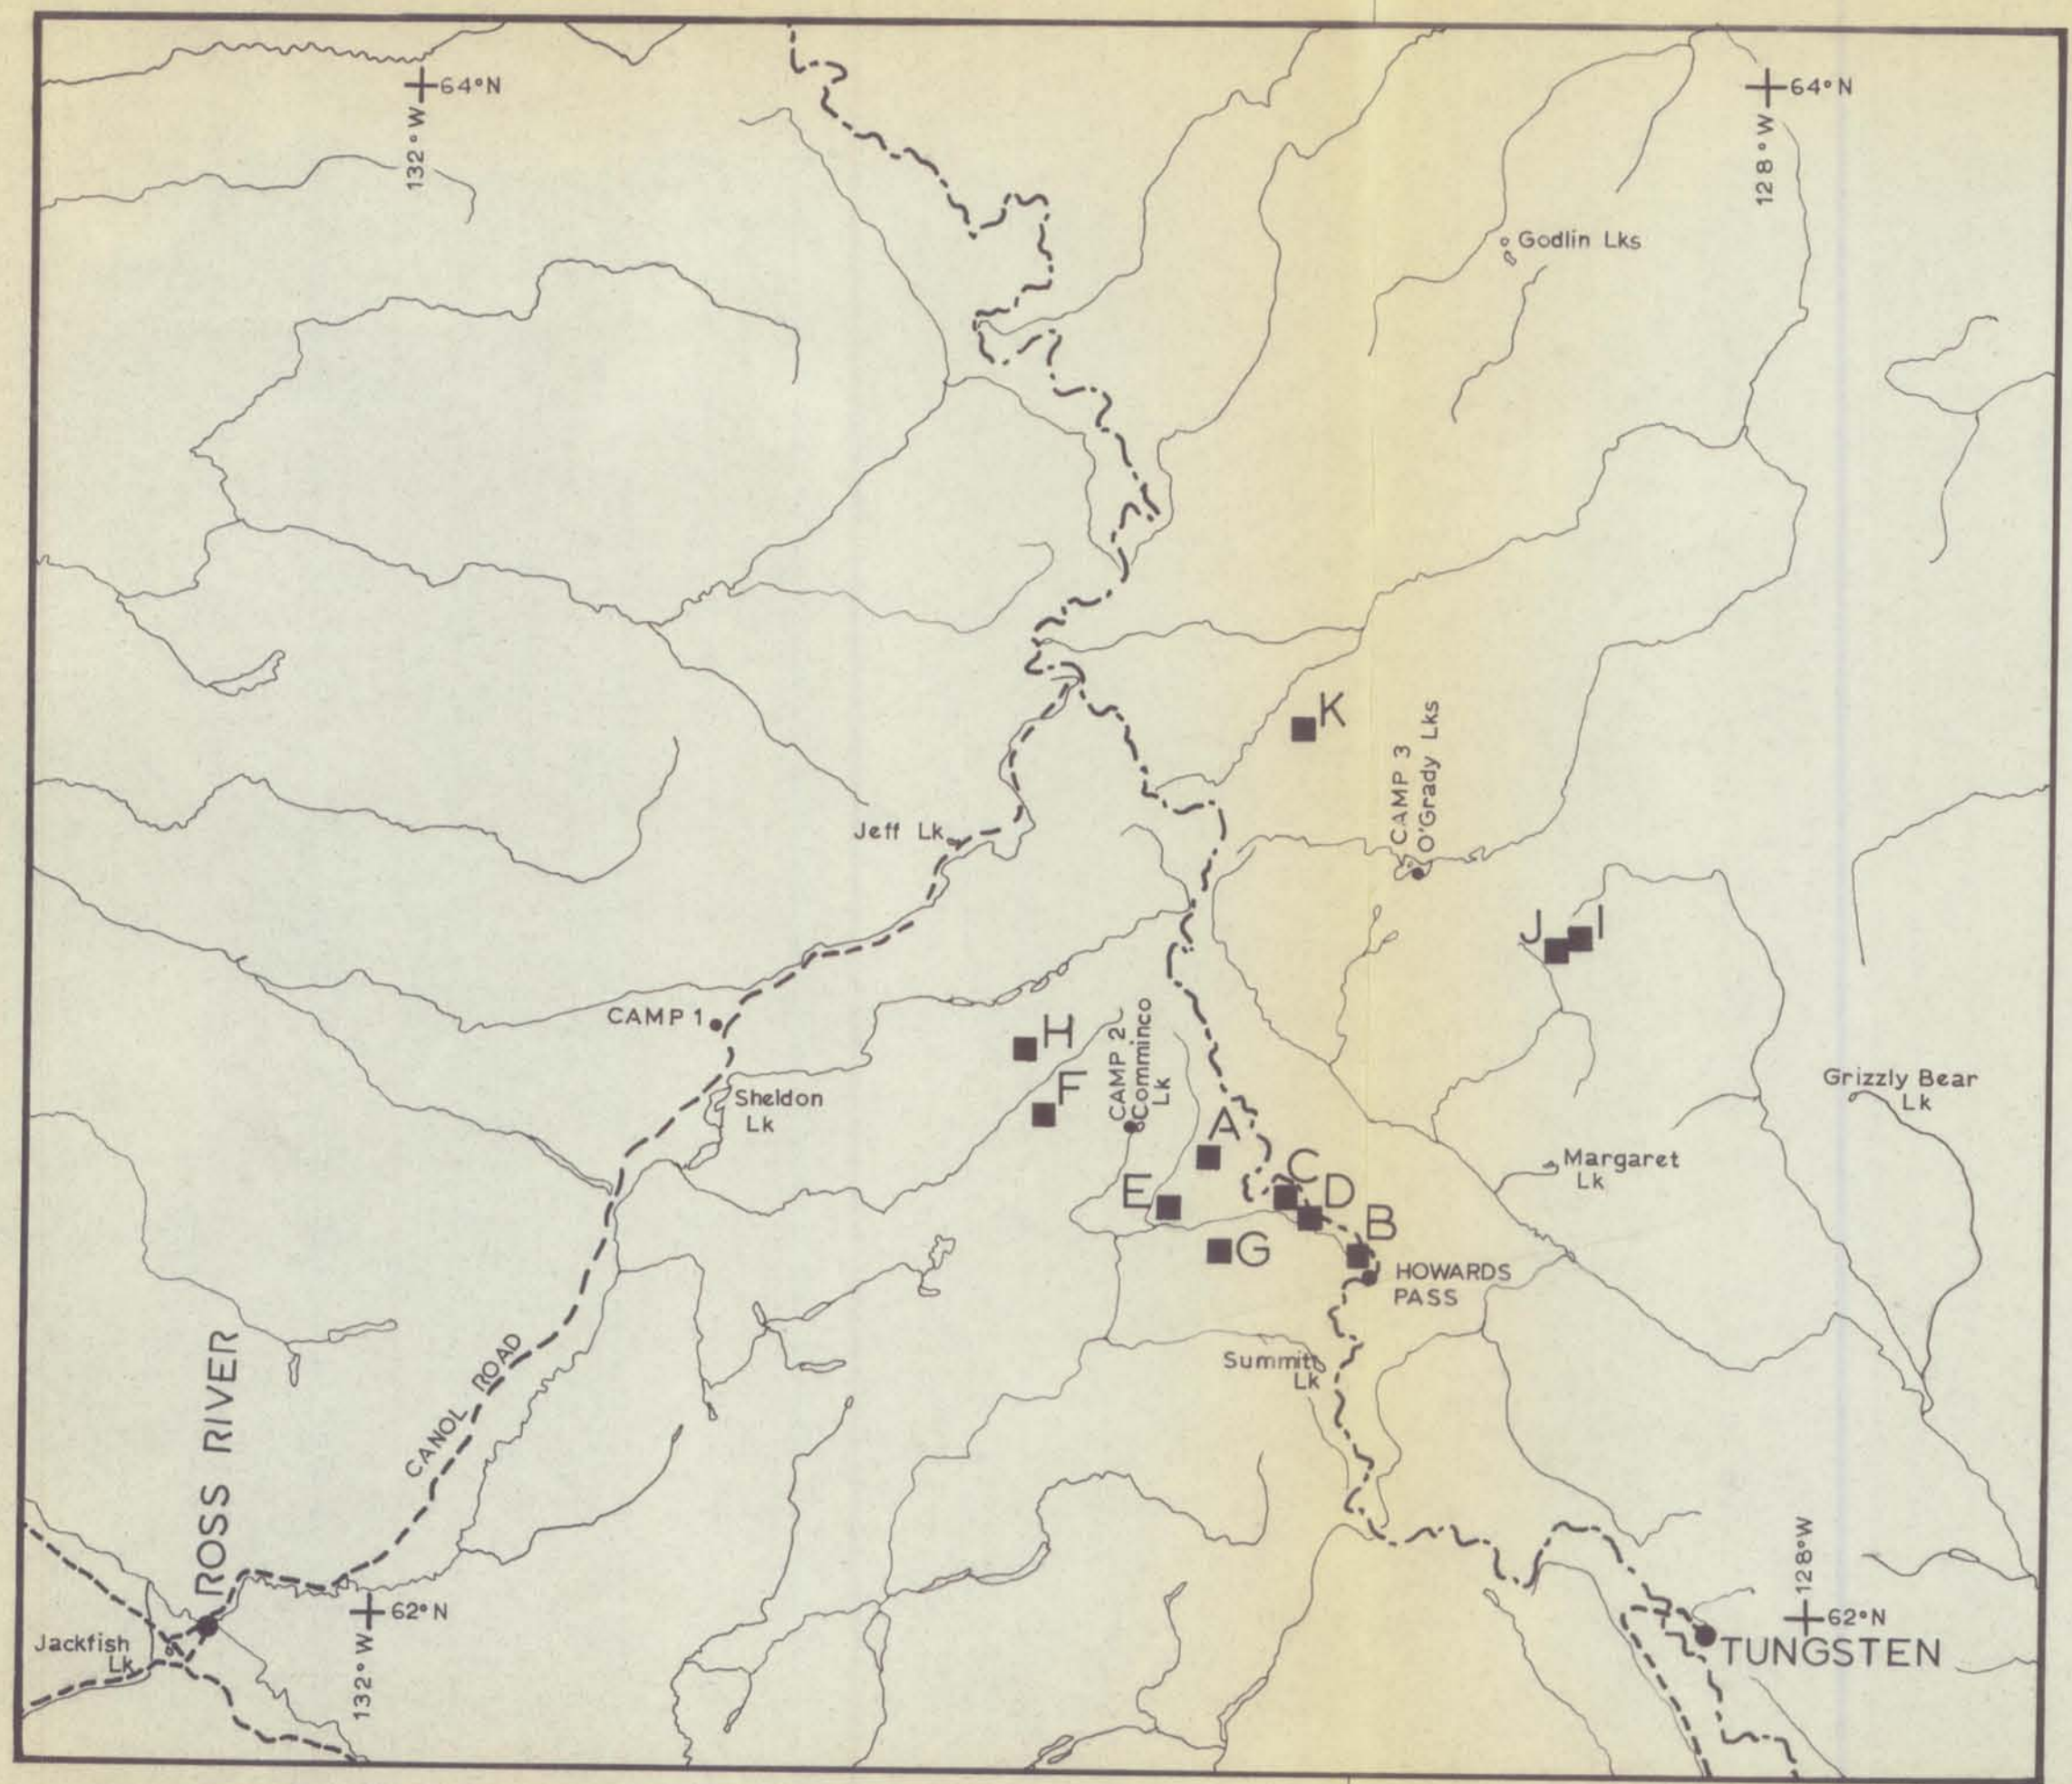 64°N
132°W
64°N
128°W
Godlin Lks
K
CAMP 3
O'Grady Lks
Jeff Lk
J
I
CAMP 1
H
F
CAMP 2
Comminco
Lk
Sheldon
Lk
Grizzly Bear
Lk
A
Margaret
Lk
C
D
E
B
G
HOWARDS
PASS
Summitt
Lk
CANOL ROAD
ROSS RIVER
62°N
132°W
Jackfish
Lk
128°W
62°N
TUNGSTEN